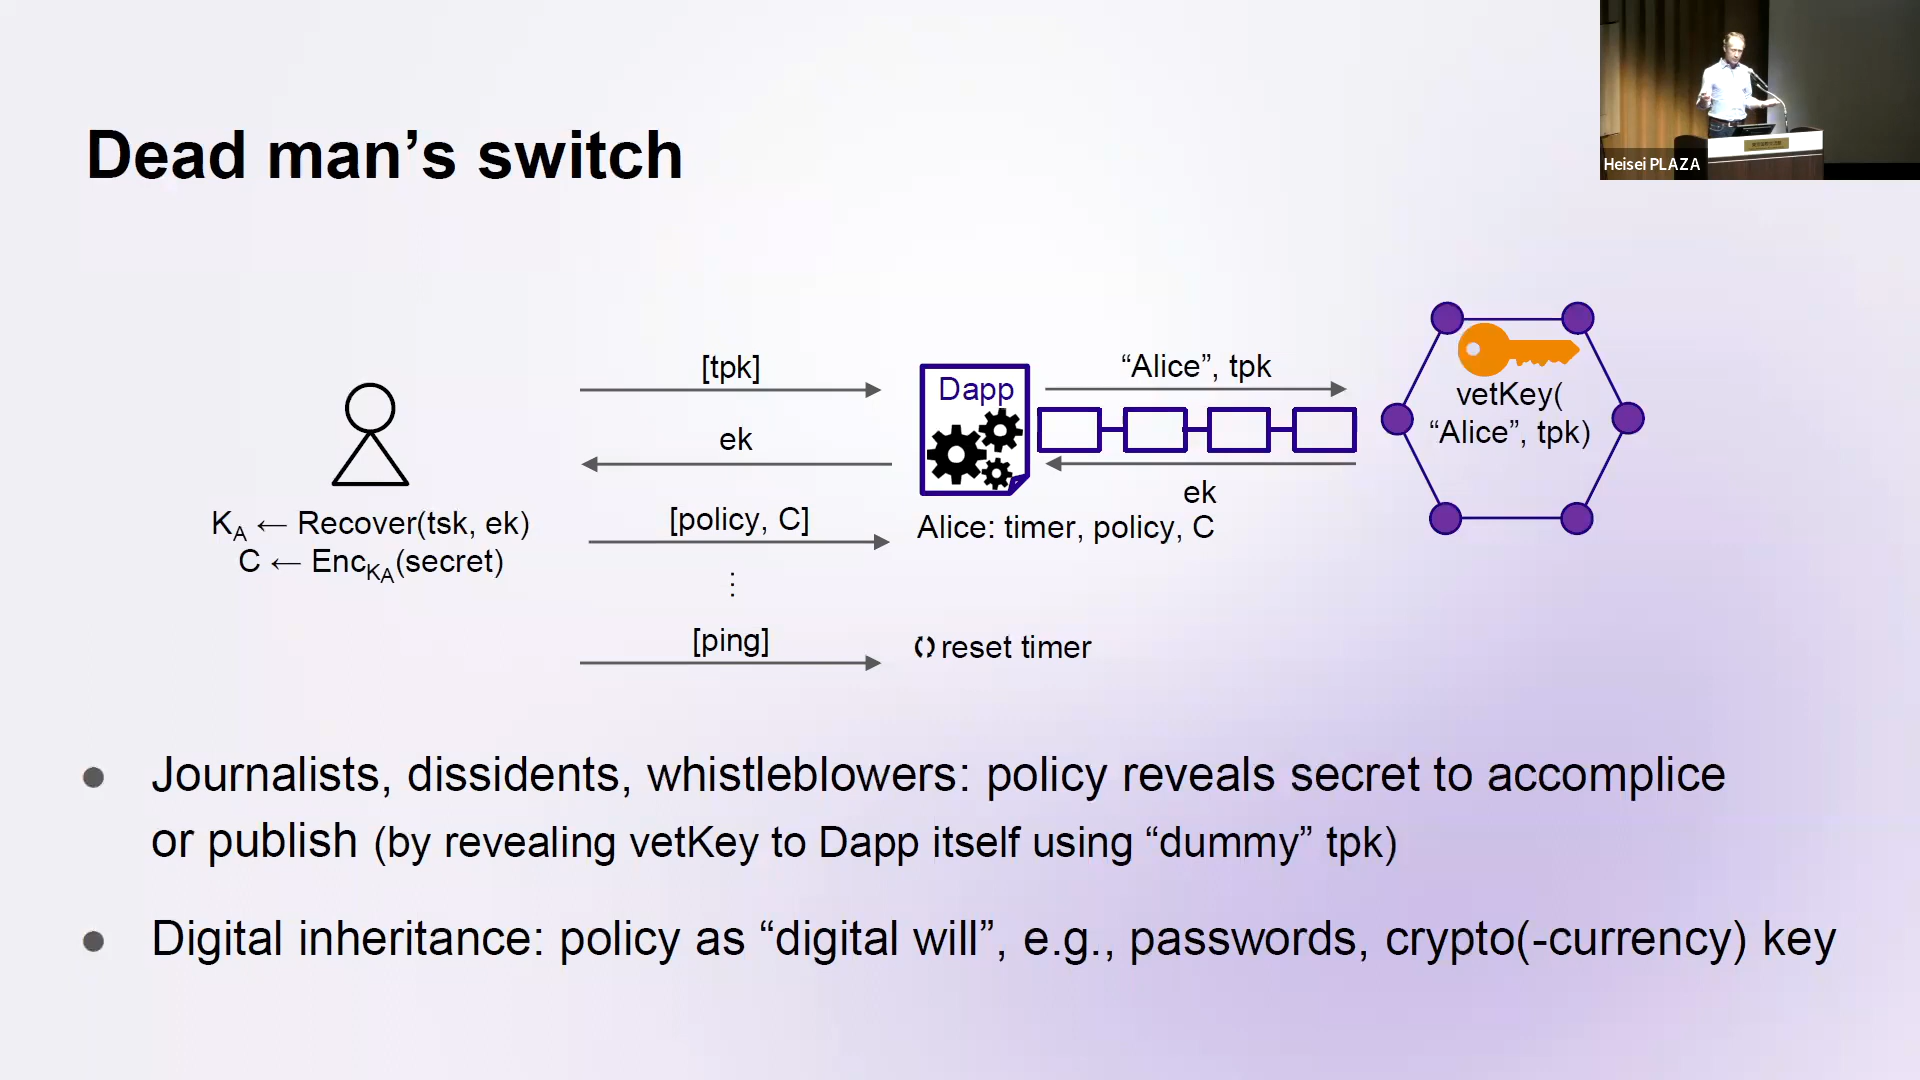 Heisei PLAZA
Dead man’s switch
[tpk]
ek
[policy, C]
⋮
[ping]
K_A ← Recover(tsk, ek)
C ← Enc_K_A(secret)
Dapp
“Alice”, tpk
ek
Alice: timer, policy, C
reset timer
vetKey(
“Alice”, tpk)
● Journalists, dissidents, whistleblowers: policy reveals secret to accomplice
or publish (by revealing vetKey to Dapp itself using “dummy” tpk)
● Digital inheritance: policy as “digital will”, e.g., passwords, crypto(-currency) key